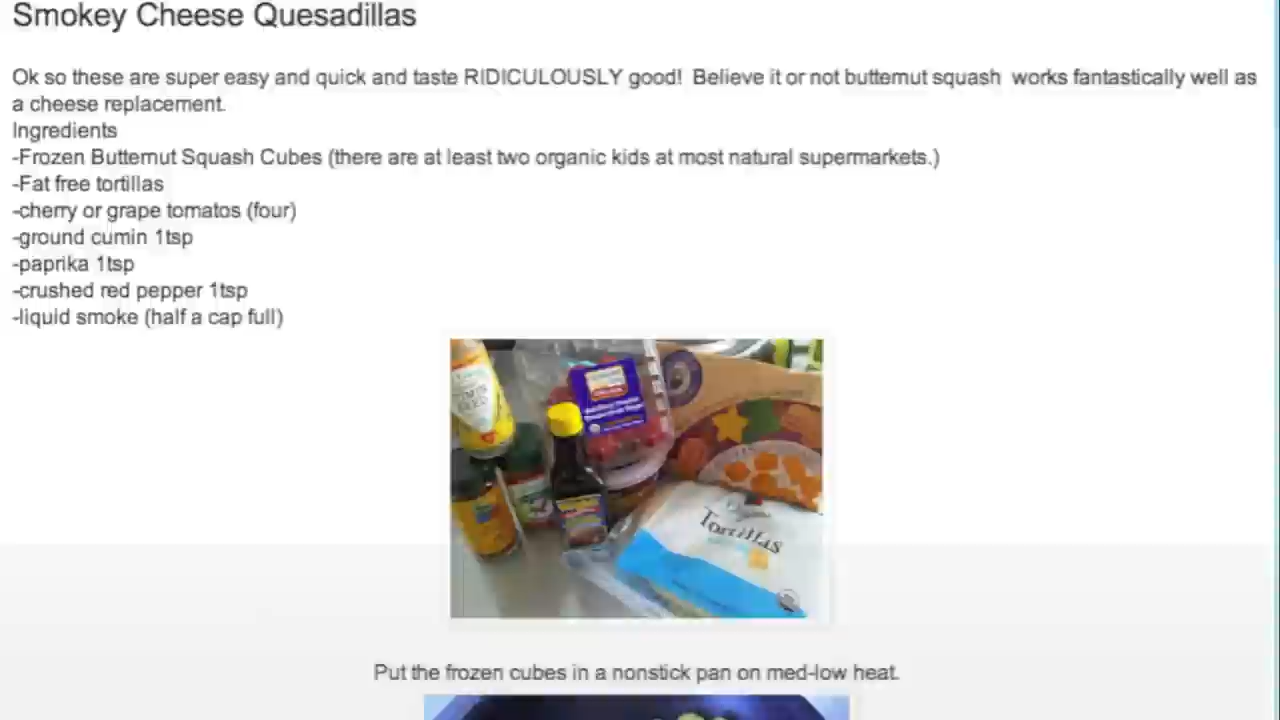 Smokey Cheese Quesadillas
Ok so these are super easy and quick and taste RIDICULOUSLY good! Believe it or not butternut squash works fantastically well as
a cheese replacement.
Ingredients
-Frozen Butternut Squash Cubes (there are at least two organic kids at most natural supermarkets.)
-Fat free tortillas
-cherry or grape tomatos (four)
-ground cumin 1tsp
-paprika 1tsp
-crushed red pepper 1tsp
-liquid smoke (half a cap full)
Tortillas
Put the frozen cubes in a nonstick pan on med-low heat.